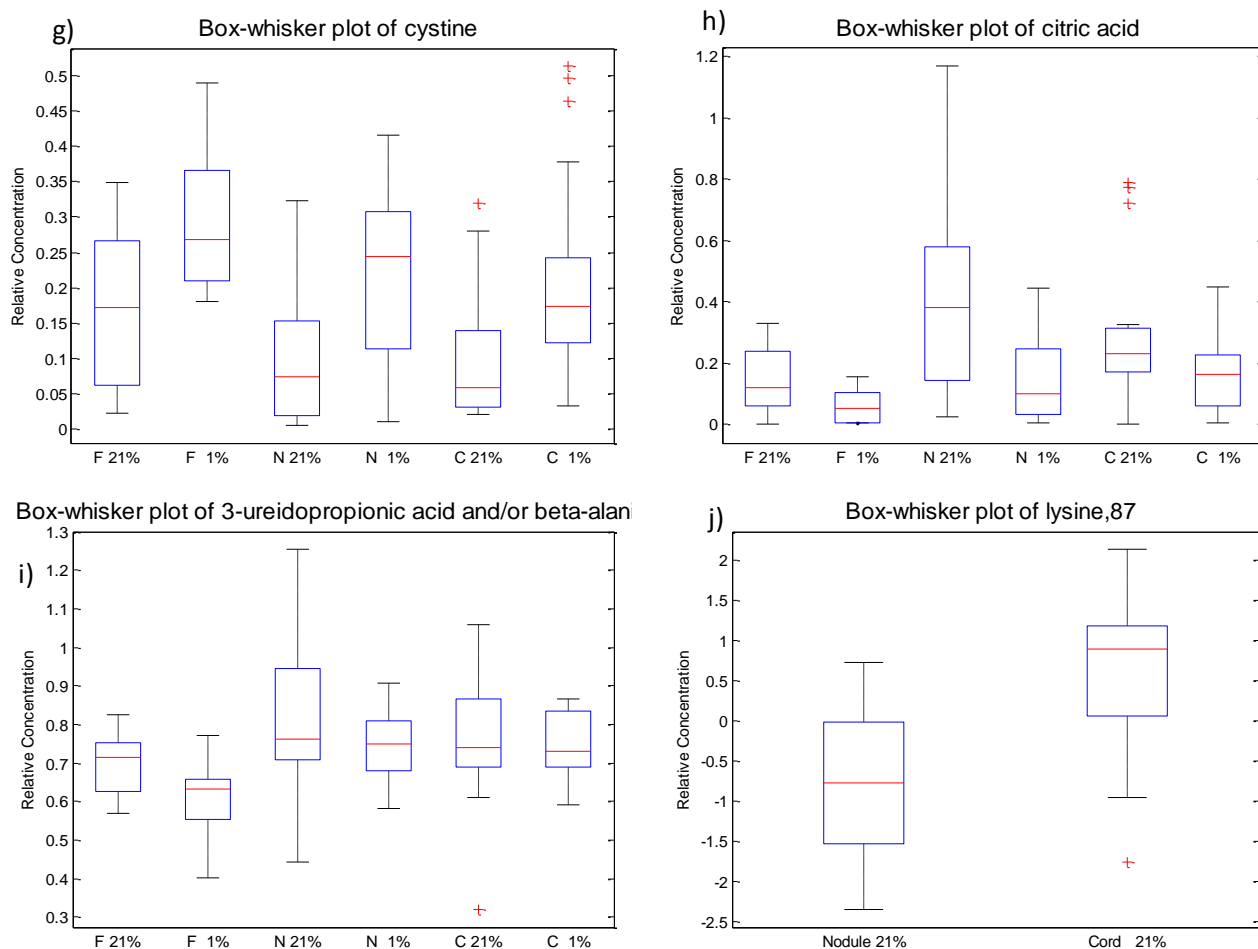 g)
Box-whisker plot of cystine
0.5
0.45
0.4
0.35
0.3
0.25
0.2
0.15
0.1
0.05
0
Relative Concentration
F 21% F 1% N 21% N 1% C 21% C 1%
h)
Box-whisker plot of citric acid
1.2
1
0.8
0.6
0.4
0.2
0
Relative Concentration
F 21% F 1% N 21% N 1% C 21% C 1%
i)
Box-whisker plot of 3-ureidopropionic acid and/or beta-alani
1.3
1.2
1.1
1
0.9
0.8
0.7
0.6
0.5
0.4
0.3
Relative Concentration
F 21% F 1% N 21% N 1% C 21% C 1%
j)
Box-whisker plot of lysine,87
2
1.5
1
0.5
0
-0.5
-1
-1.5
-2
-2.5
Relative Concentration
Nodule 21% Cord 21%